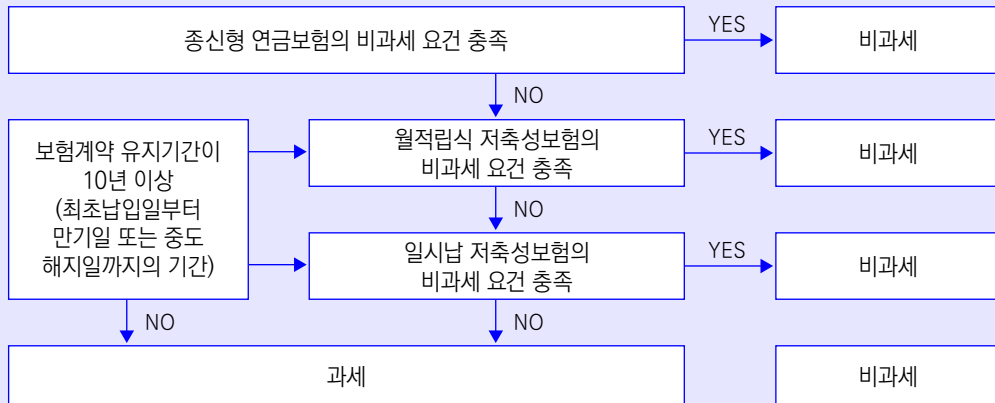 종신형 연금보험의 비과세 요건 충족
YES
비과세
NO
보험계약 유지기간이
10년 이상
(최초납입일부터
만기일 또는 중도
해지일까지의 기간)
월적립식 저축성보험의
비과세 요건 충족
YES
비과세
NO
일시납 저축성보험의
비과세 요건 충족
YES
비과세
NO
NO
과세
비과세